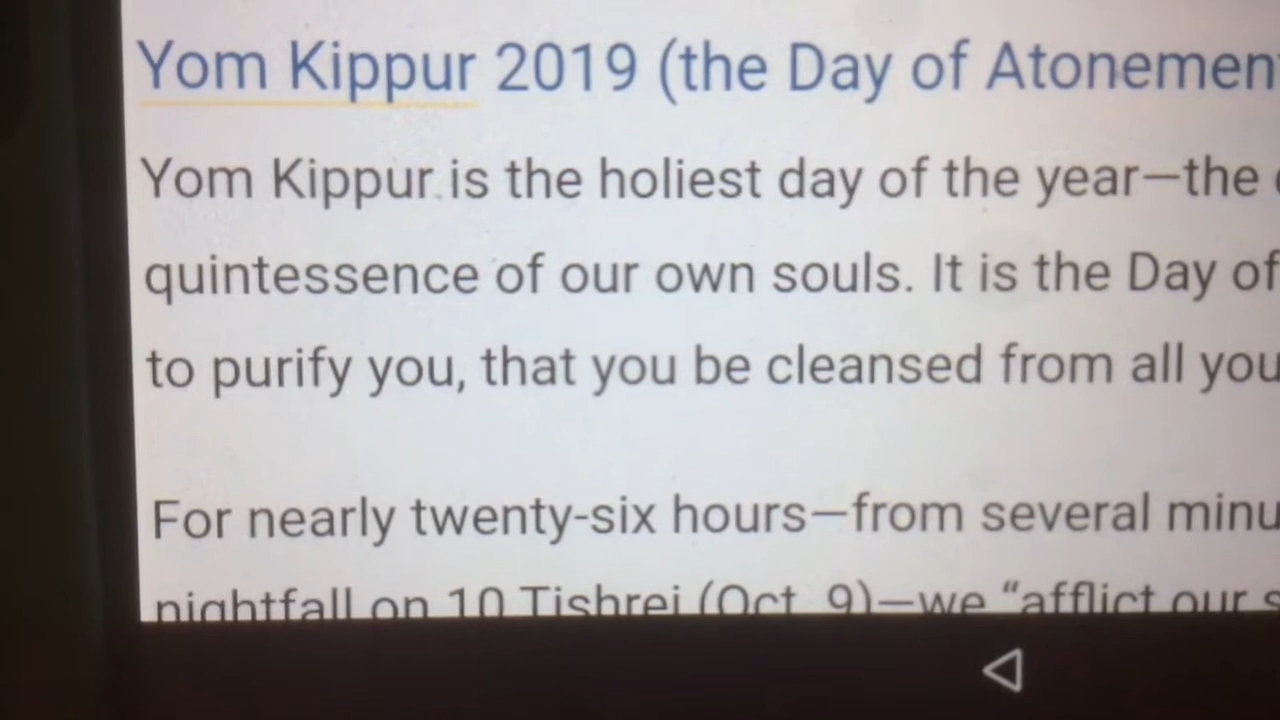 Yom Kippur 2019 (the Day of Atonemen
Yom Kippur is the holiest day of the year—the
quintessence of our own souls. It is the Day of
to purify you, that you be cleansed from all you
For nearly twenty-six hours—from several minu
nightfall on 10 Tishrei (Oct. 9)—we “afflict our s